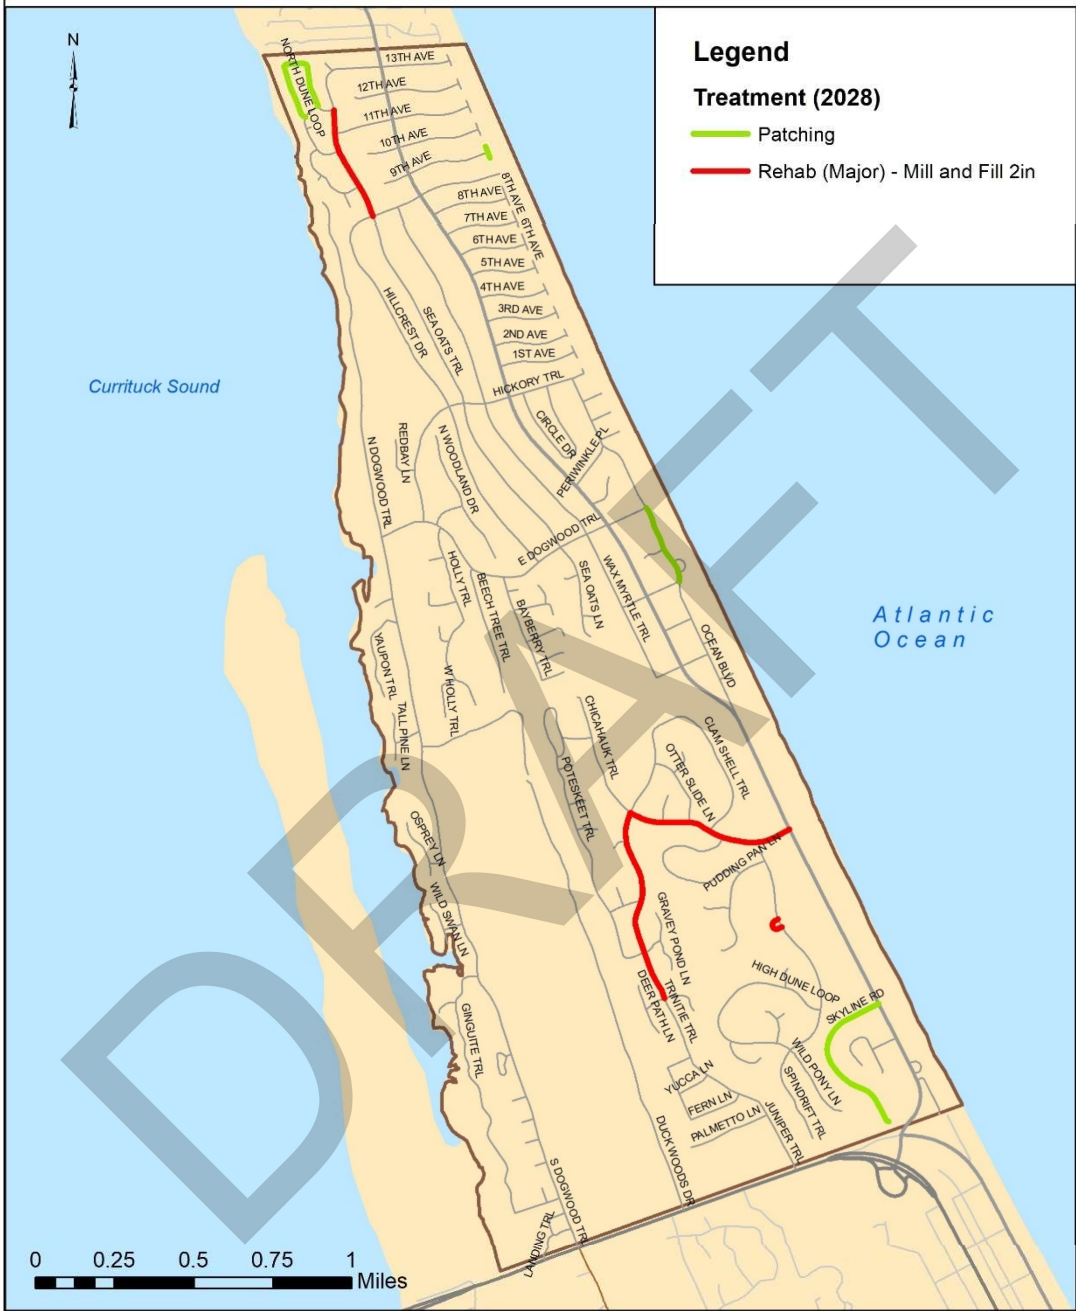 N
Legend
Treatment (2028)
Patching
Rehab (Major) - Mill and Fill 2in
NORTH DUNE LOOP
13TH AVE
12TH AVE
11TH AVE
10TH AVE
9TH AVE
8TH AVE
8TH AVE
7TH AVE
6TH AVE
6TH AVE
5TH AVE
4TH AVE
3RD AVE
2ND AVE
1ST AVE
HILLCREST DR
SEA OATS TRL
HICKORY TRL
Currituck Sound
CIRCLE DR
PERIWINKLE PL
REDBAY LN
N WOODLAND DR
N DOGWOOD TRL
E DOGWOOD TRL
HOLLY TRL
BEECH TREE TRL
BAYBERRY TRL
SEA OATS LN
WAX MYRTLE TRL
OCEAN BLVD
Atlantic
Ocean
YAUPON TRL
W HOLLY TRL
TALL PINE LN
CHICAHAUK TRL
CLAM SHELL TRL
OTTER SLIDE LN
POTESKEET TRL
OSPREY LN
PUDDING PAN LN
WILD SWAN LN
GRAVEY POND LN
DEER PATH LN
TRINITIE TRL
HIGH DUNE LOOP
SKYLINE RD
GINGUITE TRL
WILD PONY LN
SPINDRIFT TRL
YUCCA LN
FERN LN
PALMETTO LN
JUNIPER TRL
DUCK WOODS DR
S DOGWOOD TRL
LANDING TRL
0 0.25 0.5 0.75 1
Miles
DRAFT